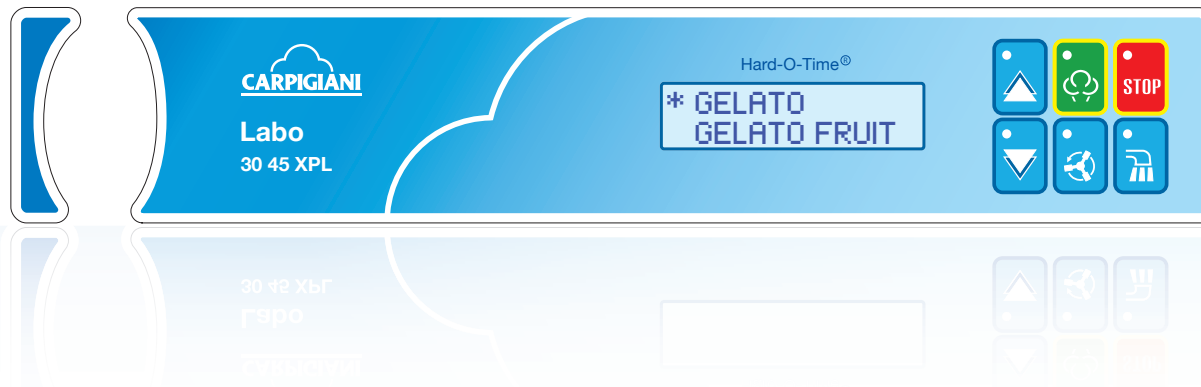 CARPIGIANI
Labo
30 45 XPL
Hard-O-Time®
* GELATO
GELATO FRUIT
STOP